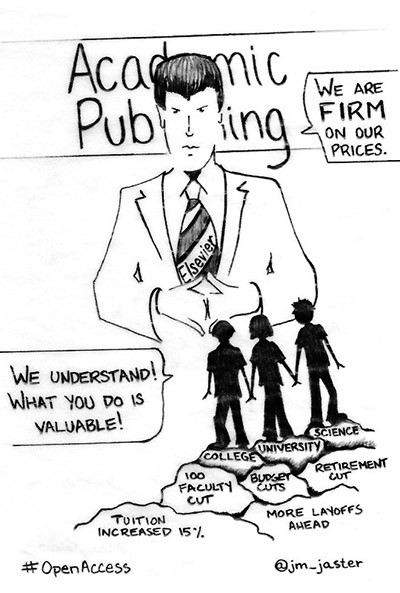 Academic
Publishing
WE ARE
FIRM
ON OUR
PRICES.
Elsevier
WE UNDERSTAND!
WHAT YOU DO IS
VALUABLE!
COLLEGE
UNIVERSITY
SCIENCE
100
FACULTY
CUT
BUDGET
CUTS
RETIREMENT
CUT
TUITION
INCREASED 15%
MORE LAYOFFS
AHEAD
#OpenAccess
@jm_jaster